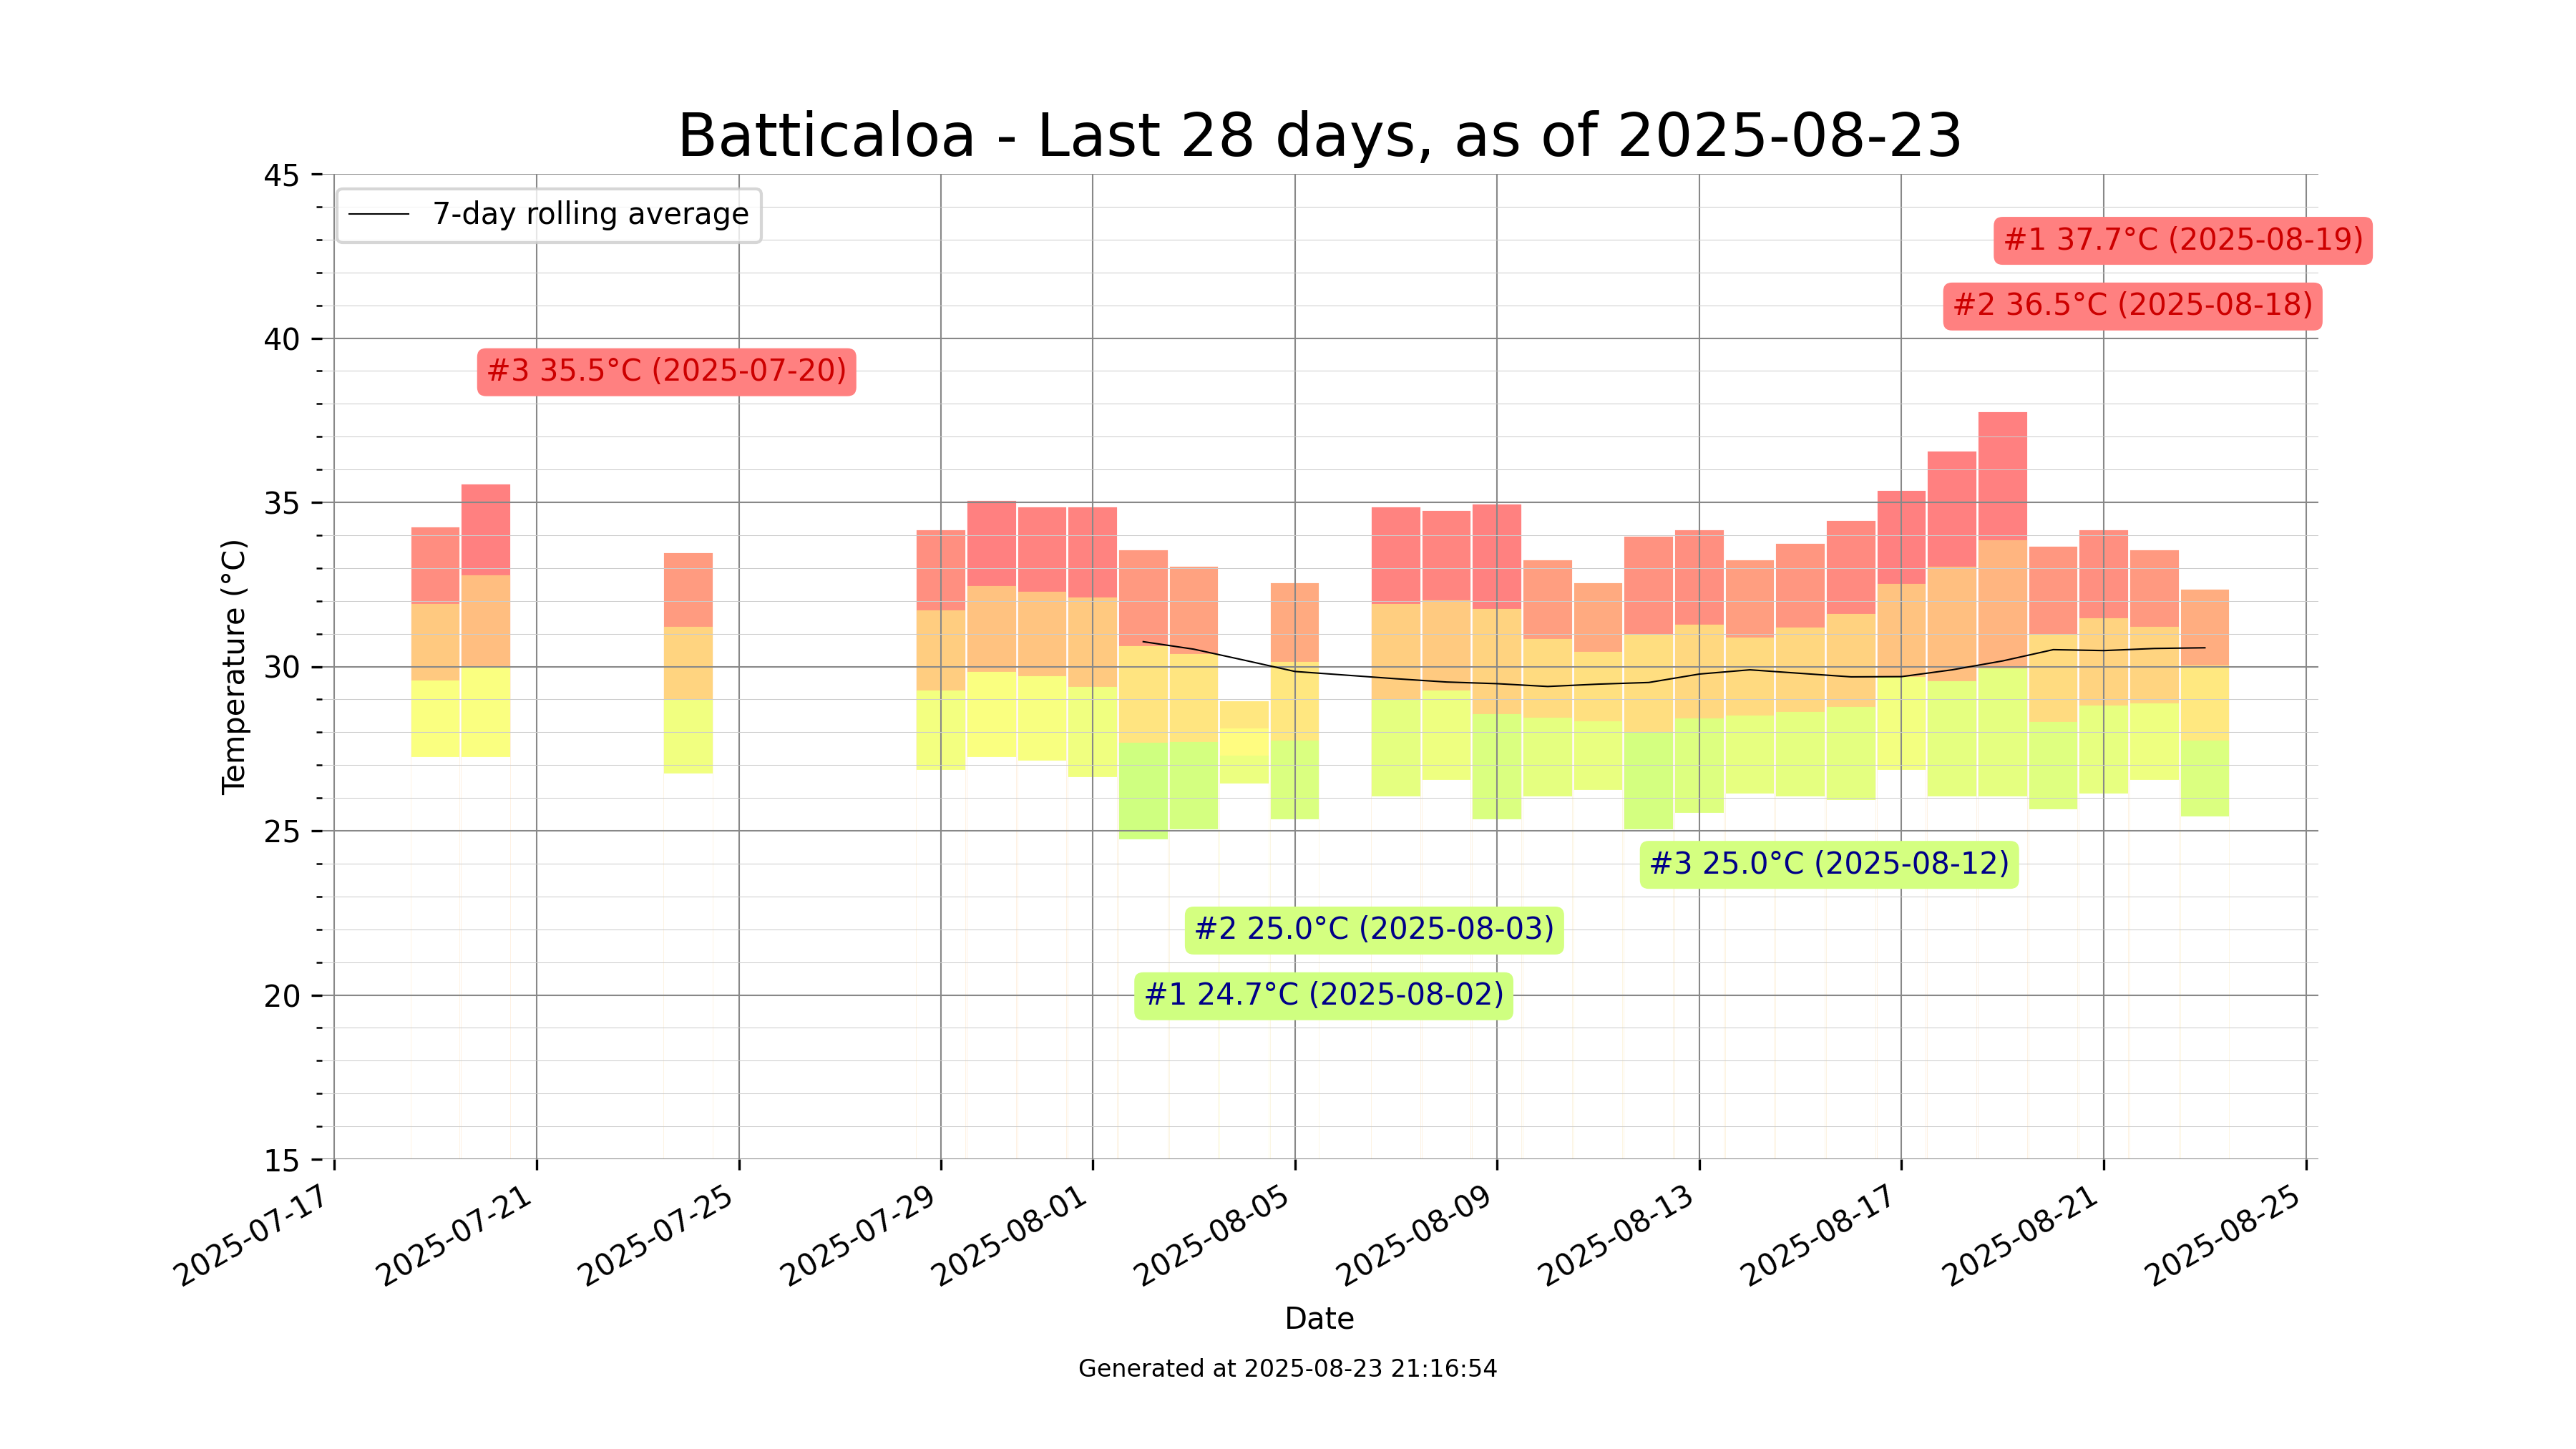 Batticaloa - Last 28 days, as of 2025-08-23
45
7-day rolling average
#1 37.7°C (2025-08-19)
#2 36.5°C (2025-08-18)
40
#3 35.5°C (2025-07-20)
35
Temperature (°C)
30
25
#3 25.0°C (2025-08-12)
#2 25.0°C (2025-08-03)
20
#1 24.7°C (2025-08-02)
15
2025-07-17
2025-07-21
2025-07-25
2025-07-29
2025-08-01
2025-08-05
2025-08-09
2025-08-13
2025-08-17
2025-08-21
2025-08-25
Date
Generated at 2025-08-23 21:16:54